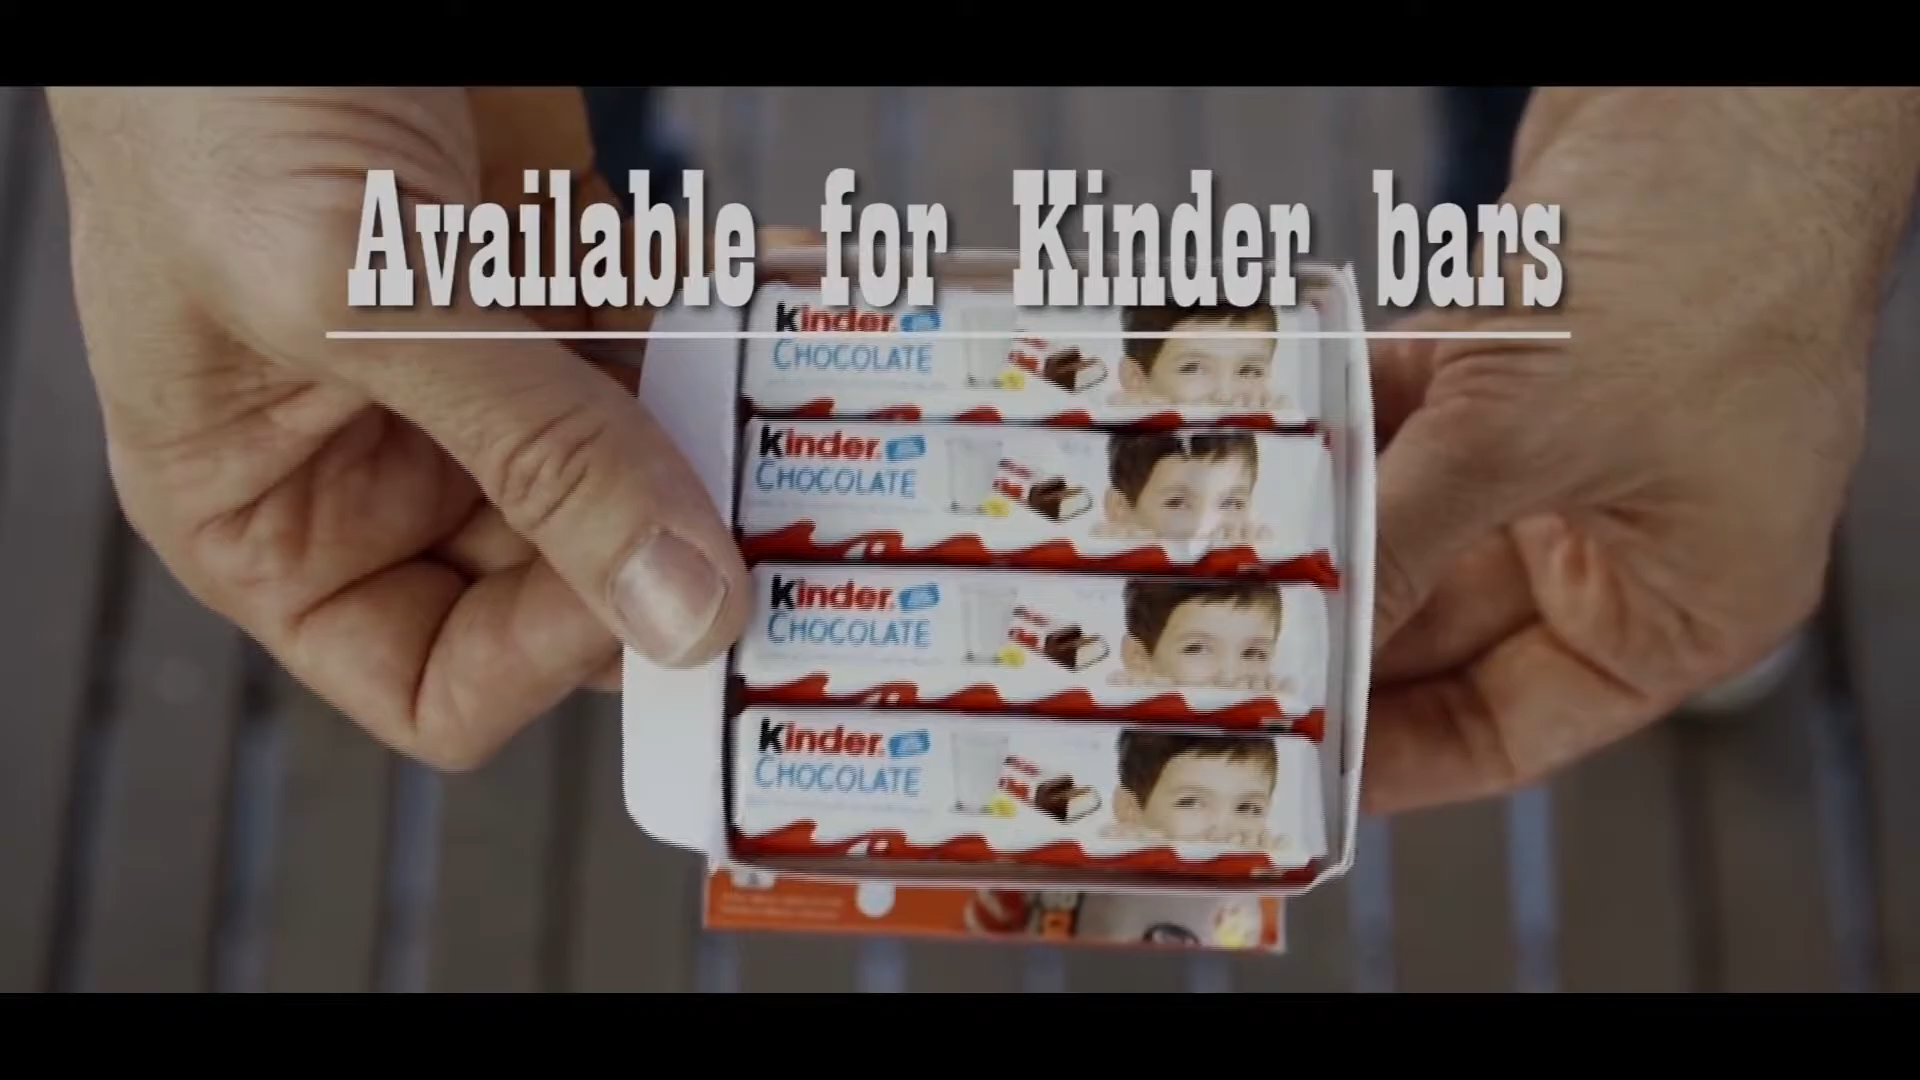 Available for Kinder bars
kinder
CHOCOLATE
kinder
CHOCOLATE
kinder
CHOCOLATE
kinder
CHOCOLATE